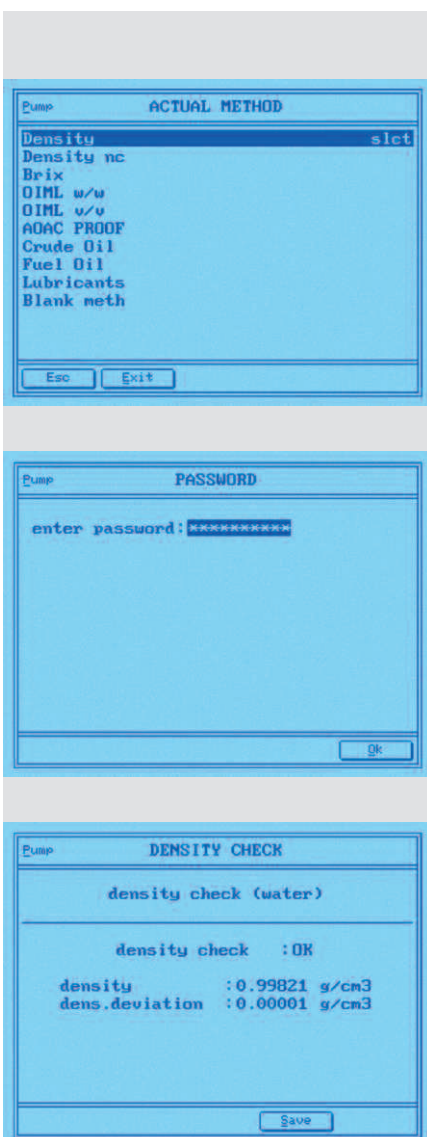 Pump ACTUAL METHOD
Density slct
Density nc
Brix
OIML w/w
OIML v/v
AOAC PROOF
Crude Oil
Fuel Oil
Lubricants
Blank meth
Esc Exit
Pump PASSWORD
enter password:**********
Ok
Pump DENSITY CHECK
density check (water)
density check :OK
density :0.99821 g/cm3
dens.deviation :0.00001 g/cm3
Save